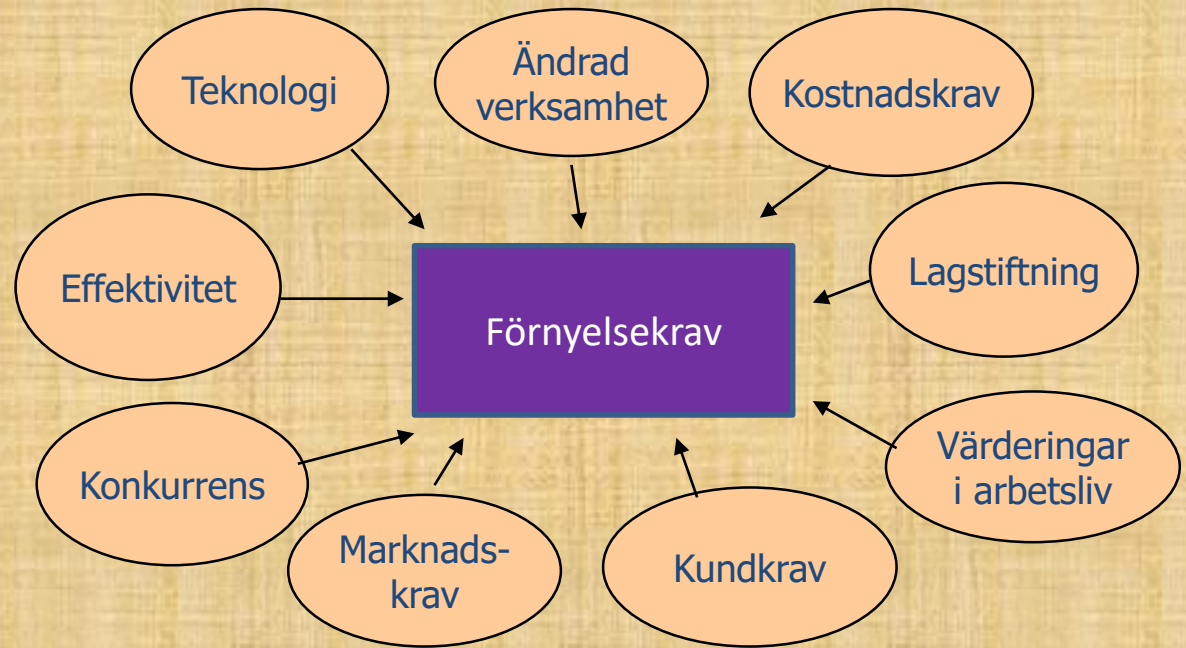 Teknologi
Ändrad
verksamhet
Kostnadskrav
Effektivitet
Lagstiftning
Förnyelsekrav
Konkurrens
Värderingar
i arbetsliv
Marknads-
krav
Kundkrav